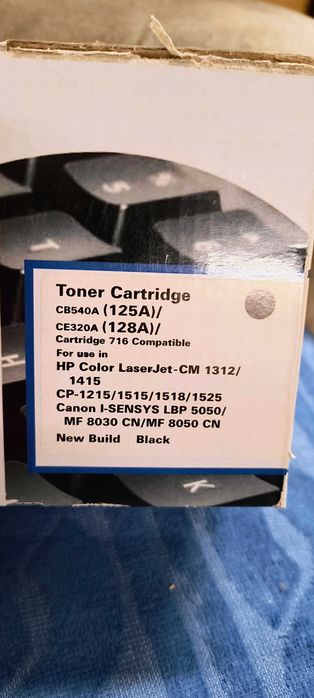 Toner Cartridge
CB540A (125A)/
CE320A (128A)/
Cartridge 716 Compatible
For use in
HP Color LaserJet-CM 1312/
1415
CP-1215/1515/1518/1525
Canon I-SENSYS LBP 5050/
MF 8030 CN/MF 8050 CN
New Build Black
K